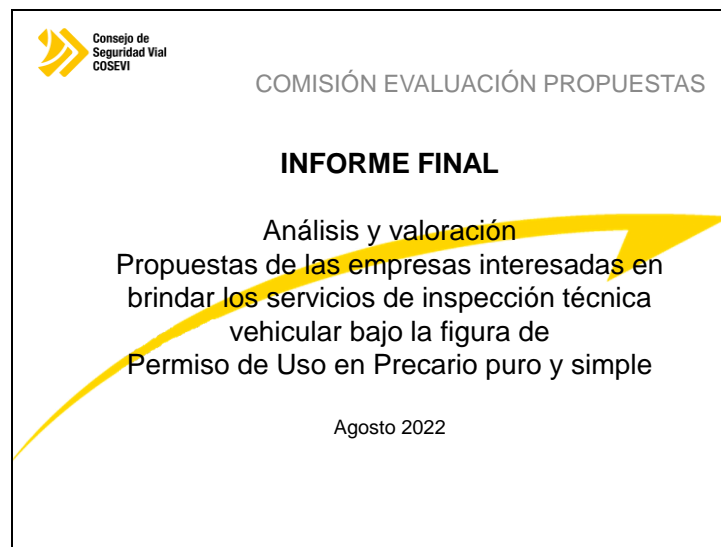 Consejo de
Seguridad Vial
COSEVI
COMISIÓN EVALUACIÓN PROPUESTAS
INFORME FINAL
Análisis y valoración
Propuestas de las empresas interesadas en
brindar los servicios de inspección técnica
vehicular bajo la figura de
Permiso de Uso en Precario puro y simple
Agosto 2022